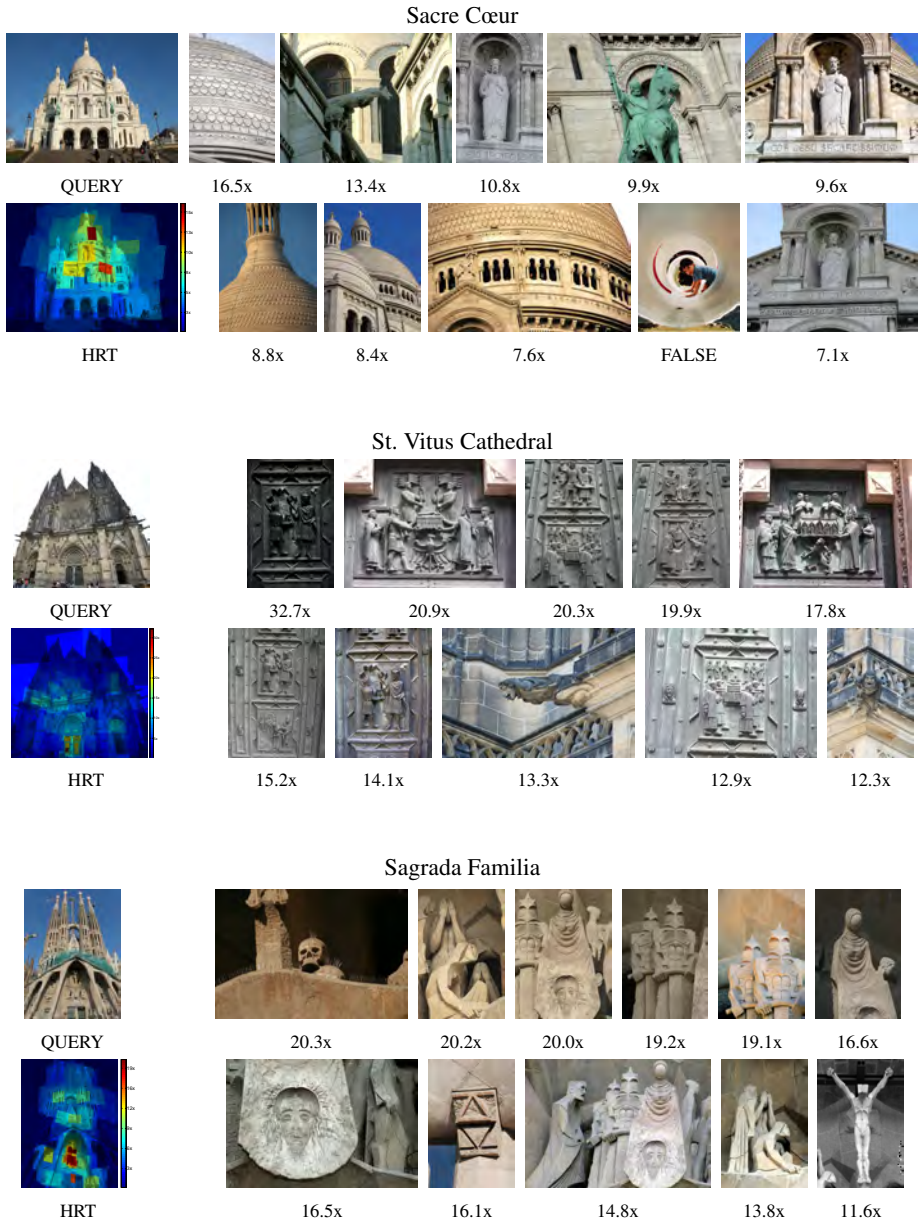 Sacre Cœur
QUERY 16.5x 13.4x 10.8x 9.9x 9.6x
HRT 8.8x 8.4x 7.6x FALSE 7.1x
St. Vitus Cathedral
QUERY 32.7x 20.9x 20.3x 19.9x 17.8x
HRT 15.2x 14.1x 13.3x 12.9x 12.3x
Sagrada Familia
QUERY 20.3x 20.2x 20.0x 19.2x 19.1x 16.6x
HRT 16.5x 16.1x 14.8x 13.8x 11.6x